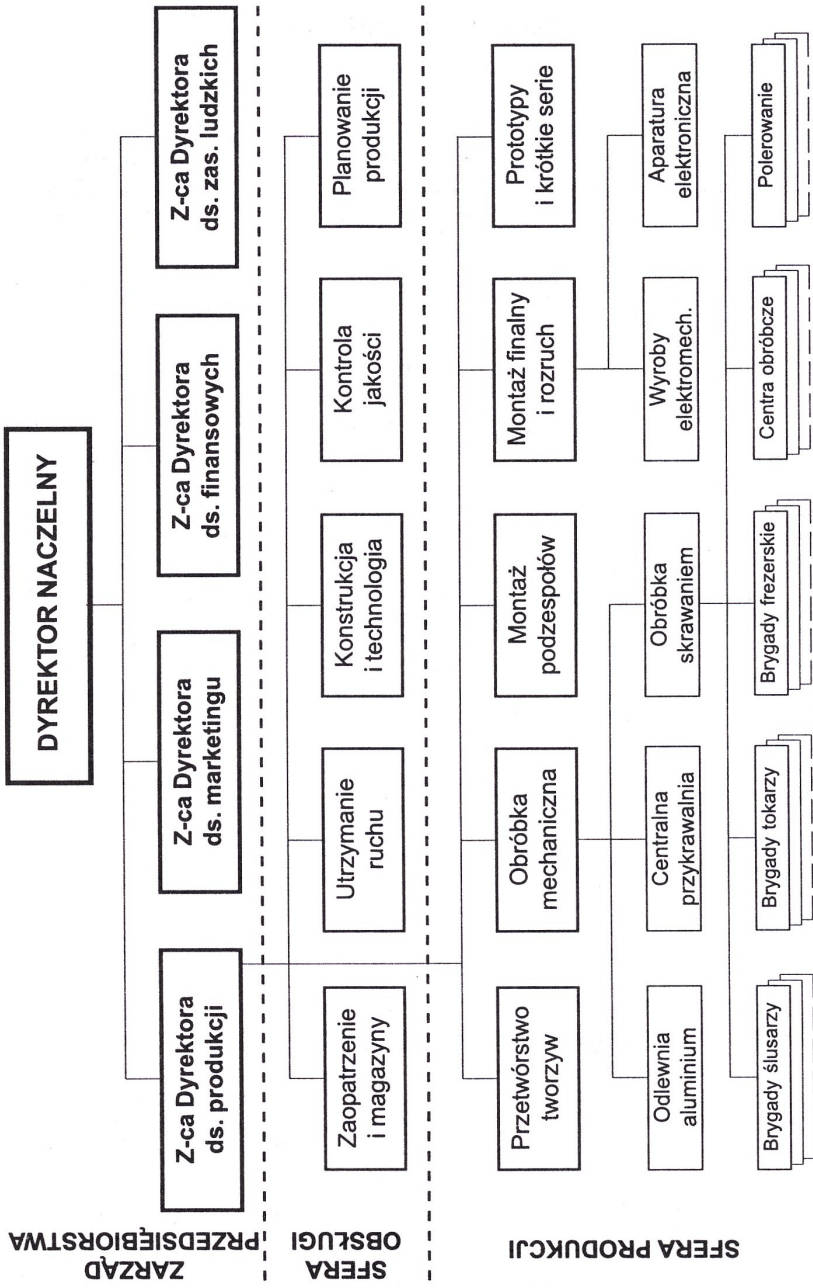 DYREKTOR NACZELNY
ZARZĄD
PRZEDSIĘBIORSTWA
Z-ca Dyrektora
ds. produkcji
Z-ca Dyrektora
ds. marketingu
Z-ca Dyrektora
ds. finansowych
Z-ca Dyrektora
ds. zas. ludzkich
SFERA
OBSŁUGI
Zaopatrzenie
i magazyny
Utrzymanie
ruchu
Konstrukcja
i technologia
Kontrola
jakości
Planowanie
produkcji
SFERA PRODUKCJI
Przetwórstwo
tworzyw
Obróbka
mechaniczna
Montaż
podzespołów
Montaż finalny
i rozruch
Prototypy
i krótkie serie
Odlewnia
aluminium
Centralna
przykrawalnia
Obróbka
skrawaniem
Wyroby
elektromech.
Aparatura
elektroniczna
Brygady ślusarzy
Brygady tokarzy
Brygady frezerskie
Centra obróbcze
Polerowanie